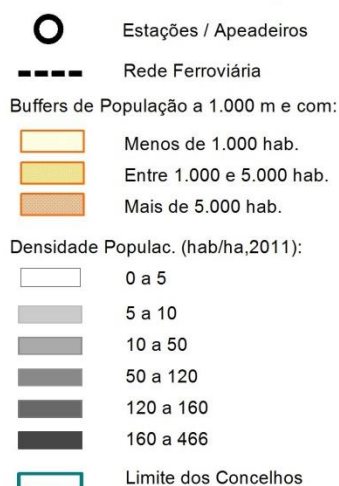 Estações / Apeadeiros
Rede Ferroviária
Buffers de População a 1.000 m e com:
Menos de 1.000 hab.
Entre 1.000 e 5.000 hab.
Mais de 5.000 hab.
Densidade Populac. (hab/ha,2011):
0 a 5
5 a 10
10 a 50
50 a 120
120 a 160
160 a 466
Limite dos Concelhos